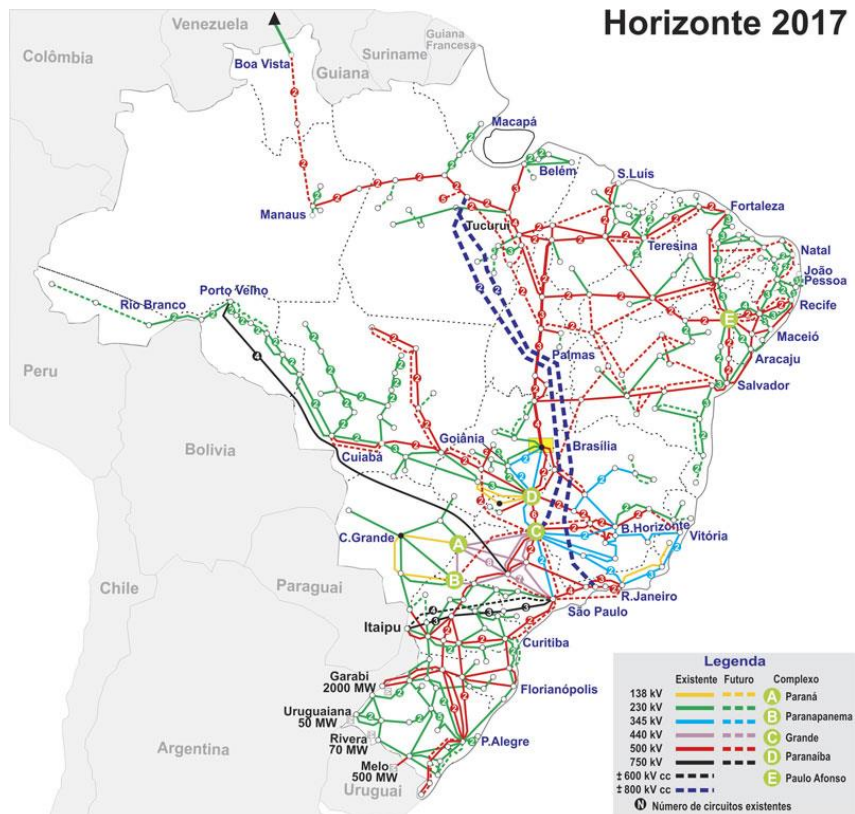 Horizonte 2017
Venezuela
Colômbia
Boa Vista
Guiana
Suriname
Guiana
Francesa
Macapá
Belém
S.Luís
Fortaleza
Manaus
Tucuruí
Teresina
Natal
João
Pessoa
Recife
Maceió
Aracaju
Salvador
Porto Velho
Rio Branco
Peru
Palmas
Bolivia
Cuiabá
Goiânia
Brasília
B.Horizonte
Vitória
C.Grande
R.Janeiro
São Paulo
Chile
Paraguai
Itaipu
Curitiba
Garabi
2000 MW
Florianópolis
Uruguaiana
50 MW
Rivera
70 MW
P.Alegre
Melo
500 MW
Argentina
Uruguai
A
B
C
D
E
Legenda
Existente Futuro Complexo
138 kV A Paraná
230 kV B Paranapanema
345 kV C Grande
440 kV D Paranaíba
500 kV E Paulo Afonso
750 kV
± 600 kV cc
± 800 kV cc
N Número de circuitos existentes